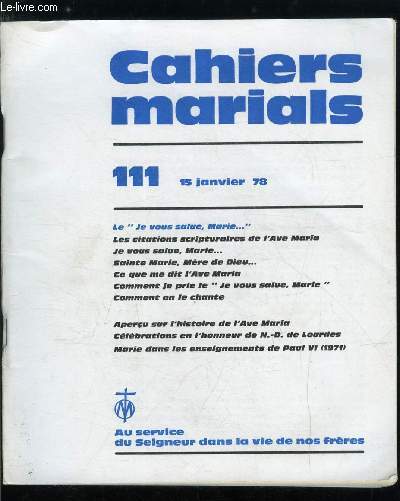 Le-livre.com
Cahiers
marials
111 15 janvier 78
Le "Je vous salue, Marie..."
Les citations scripturaires de l'Ave Maria
Je vous salue, Marie...
Sainte Marie, Mère de Dieu...
Ce que me dit l'Ave Maria
Comment je prie le "Je vous salue, Marie"
Comment on le chante
Aperçu sur l'histoire de l'Ave Maria
Célébrations en l'honneur de N.-D. de Lourdes
Marie dans les enseignements de Paul VI (1971)
Au service
du Seigneur dans la vie de nos frères